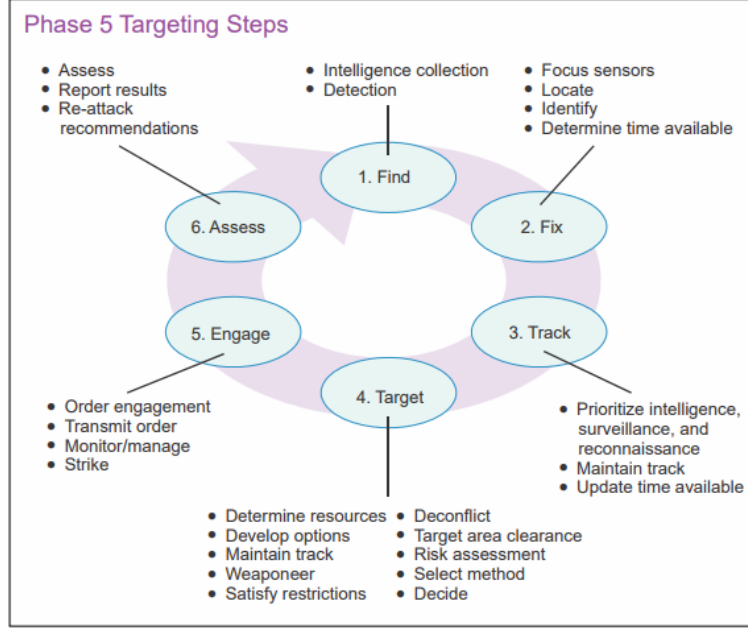 Phase 5 Targeting Steps
• Assess
• Report results
• Re-attack
recommendations
• Intelligence collection
• Detection
• Focus sensors
• Locate
• Identify
• Determine time available
1. Find
2. Fix
3. Track
4. Target
5. Engage
6. Assess
• Prioritize intelligence,
surveillance, and
reconnaissance
• Maintain track
• Update time available
• Order engagement
• Transmit order
• Monitor/manage
• Strike
• Determine resources
• Develop options
• Maintain track
• Weaponeer
• Satisfy restrictions
• Deconflict
• Target area clearance
• Risk assessment
• Select method
• Decide